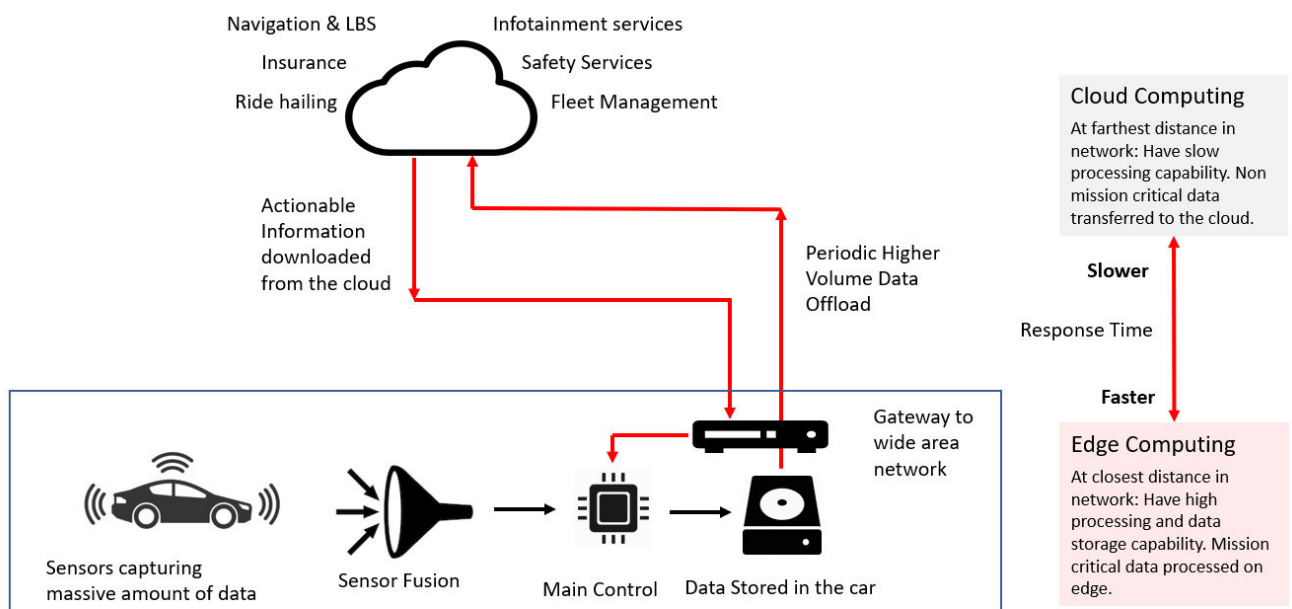 Navigation & LBS
Infotainment services
Insurance
Safety Services
Ride hailing
Fleet Management
Actionable
Information
downloaded
from the cloud
Periodic Higher
Volume Data
Offload
Gateway to
wide area
network
Sensors capturing
massive amount of data
Sensor Fusion
Main Control
Data Stored in the car
Cloud Computing
At farthest distance in
network: Have slow
processing capability. Non
mission critical data
transferred to the cloud.
Slower
Response Time
Faster
Edge Computing
At closest distance in
network: Have high
processing and data
storage capability. Mission
critical data processed on
edge.